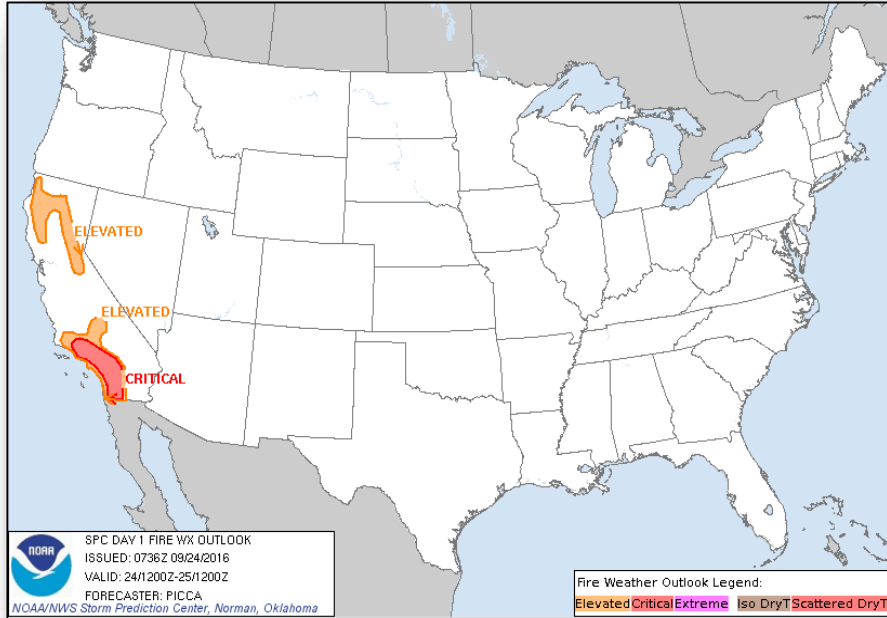 ELEVATED
ELEVATED
CRITICAL
NOAA
SPC DAY 1 FIRE WX OUTLOOK
ISSUED: 0736Z 09/24/2016
VALID: 24/1200Z-25/1200Z
FORECASTER: PICCA
NOAA/NWS Storm Prediction Center, Norman, Oklahoma
Fire Weather Outlook Legend:
Elevated Critical Extreme Iso DryT Scattered DryT